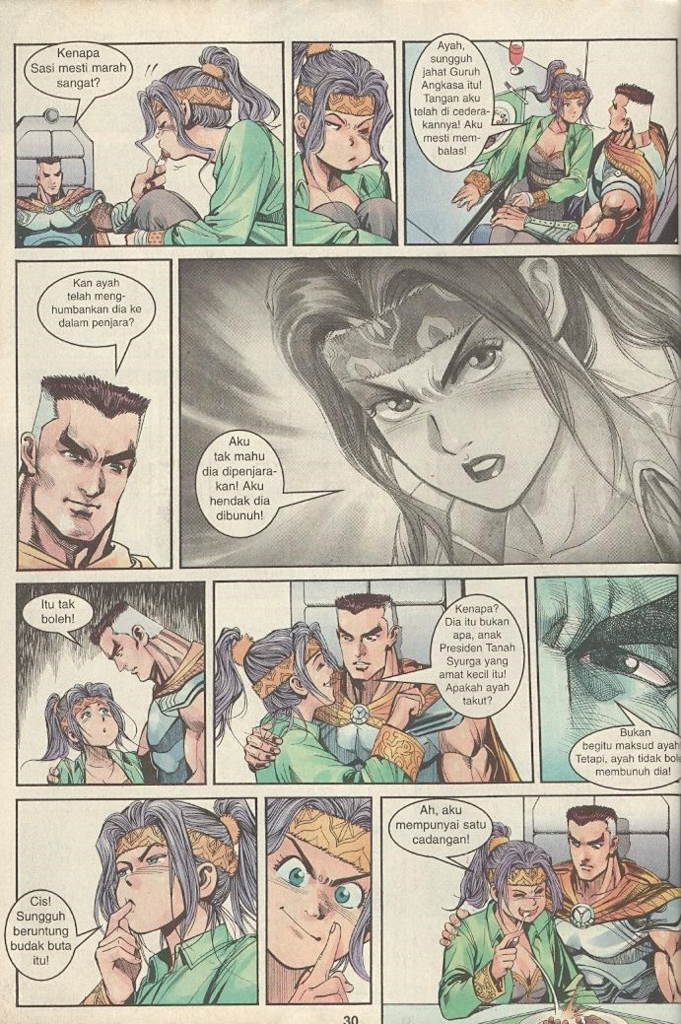 Kenapa
Sasi mesti marah
sangat?
!!
Ayah,
sungguh
jahat Guruh
Angkasa itu!
Tangan aku
telah di cedera-
kannya! Aku
mesti mem-
balas!
Kan ayah
telah meng-
humbankan dia ke
dalam penjara?
Aku
tak mahu
dia dipenjara-
kan! Aku
hendak dia
dibunuh!
Itu tak
boleh!
Kenapa?
Dia itu bukan
apa, anak
Presiden Tanah
Syurga yang
amat kecil itu!
Apakah ayah
takut?
Bukan
begitu maksud ayah
Tetapi, ayah tidak
membunuh dia!
Cis!
Sungguh
beruntung
budak buta
itu!
Ah, aku
mempunyai satu
cadangan!
30